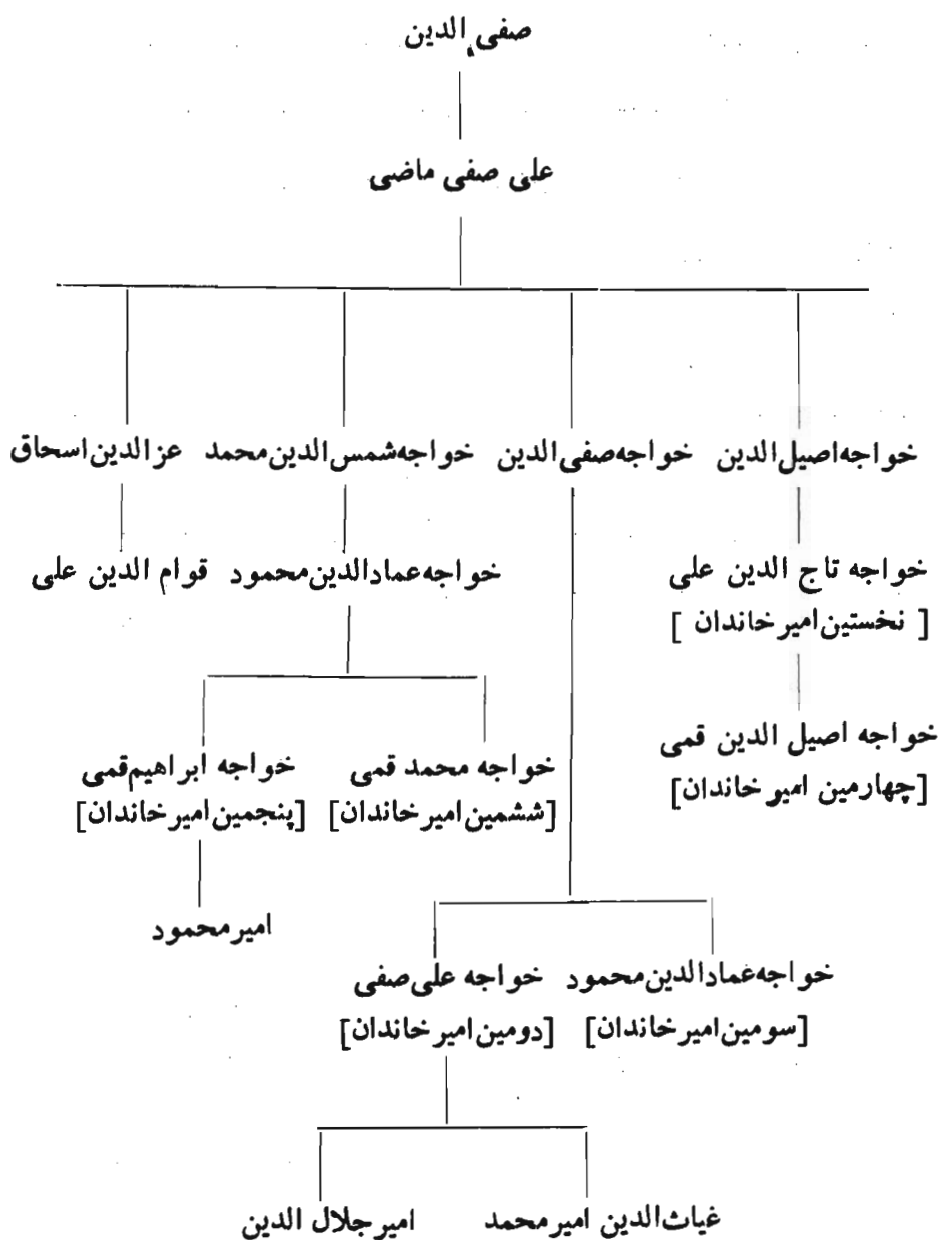 صفی الدین
علی صفی ماضی
خواجه اصیل الدین خواجه صفی الدین خواجه شمس الدین محمد عز الدین اسحاق
خواجه تاج الدین علی خواجه عماد الدین محمود قوام الدین علی
[ نخستین امیر خاندان ]
خواجه اصیل الدین قمی خواجه محمد قمی خواجه ابراهیم قمی
[چهارمین امیر خاندان] [ششمین امیر خاندان] [پنجمین امیر خاندان]
امیر محمود
خواجه عماد الدین محمود خواجه علی صفی
[سومین امیر خاندان] [دومین امیر خاندان]
غیاث الدین امیر محمد امیر جلال الدین